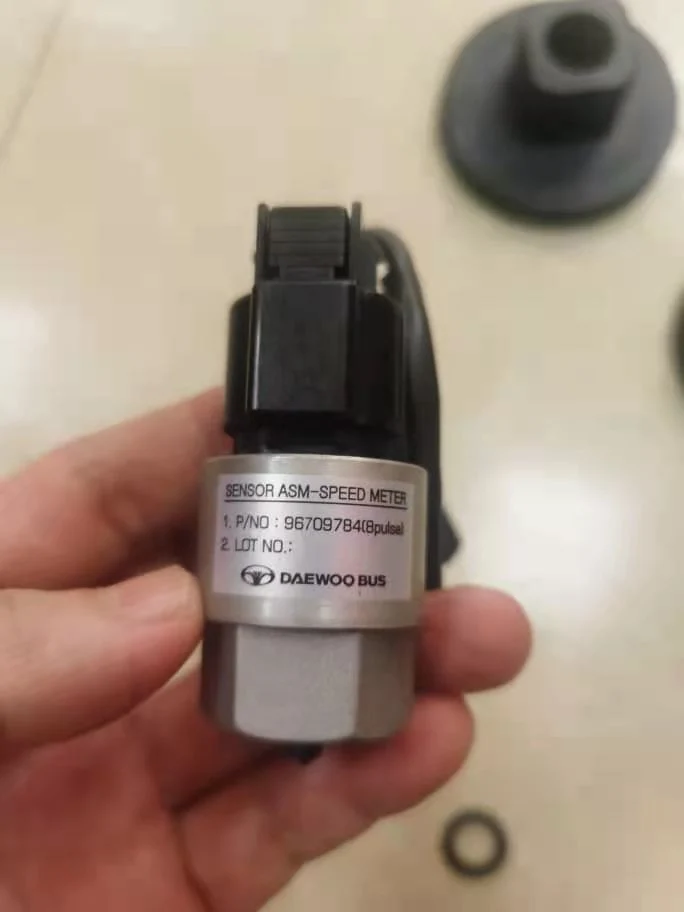 SENSOR ASM-SPEED METER
1. P/NO : 96709784(8pulse)
2. LOT NO.:
DAEWOO BUS